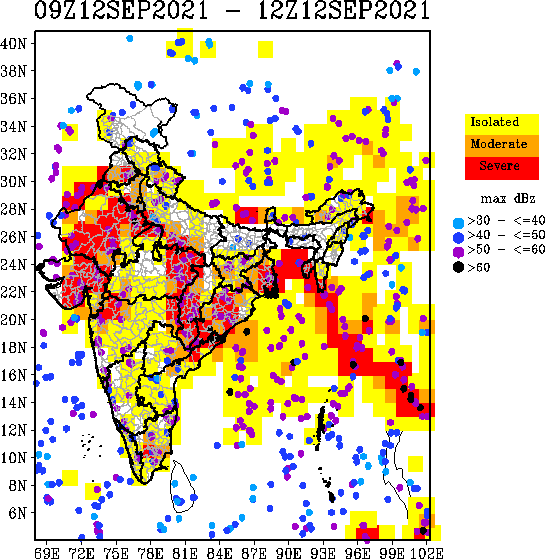 09Z12SEP2021 - 12Z12SEP2021
40N
38N
36N
34N
32N
30N
28N
26N
24N
22N
20N
18N
16N
14N
12N
10N
8N
6N
69E 72E 75E 78E 81E 84E 87E 90E 93E 96E 99E 102E
Isolated
Moderate
Severe
max dBz
>30 - <=40
>40 - <=50
>50 - <=60
>60